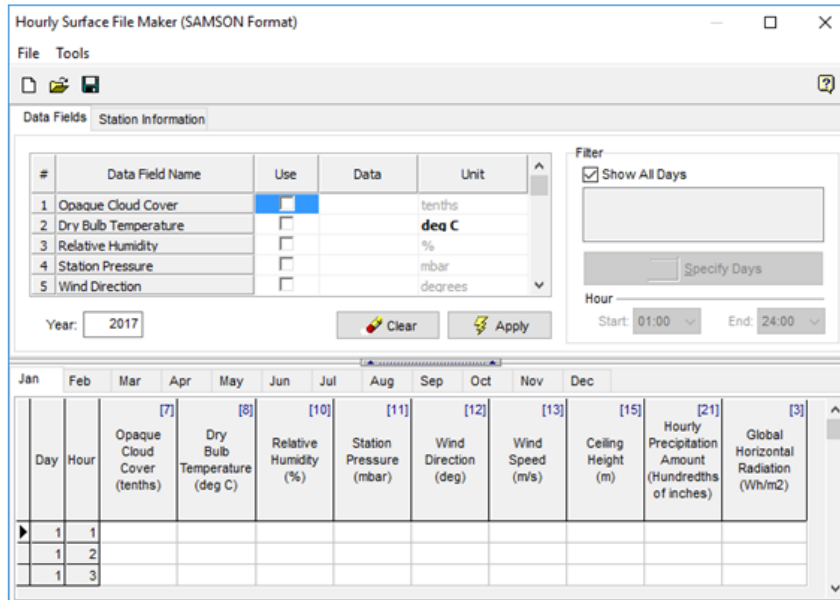 Hourly Surface File Maker (SAMSON Format)
File Tools
Data Fields Station Information
# Data Field Name Use Data Unit
1 Opaque Cloud Cover tenths
2 Dry Bulb Temperature deg C
3 Relative Humidity %
4 Station Pressure mbar
5 Wind Direction degrees
Year: 2017 Clear Apply
Filter
Show All Days
Specify Days
Hour
Start: 01:00 End: 24:00
Jan Feb Mar Apr May Jun Jul Aug Sep Oct Nov Dec
[7] [8] [10] [11] [12] [13] [15] [21] [3]
Day Hour Opaque Cloud Cover (tenths) Dry Bulb Temperature (deg C) Relative Humidity (%) Station Pressure (mbar) Wind Direction (deg) Wind Speed (m/s) Ceiling Height (m) Hourly Precipitation Amount (Hundredths of inches) Global Horizontal Radiation (Wh/m2)
1 1
1 2
1 3